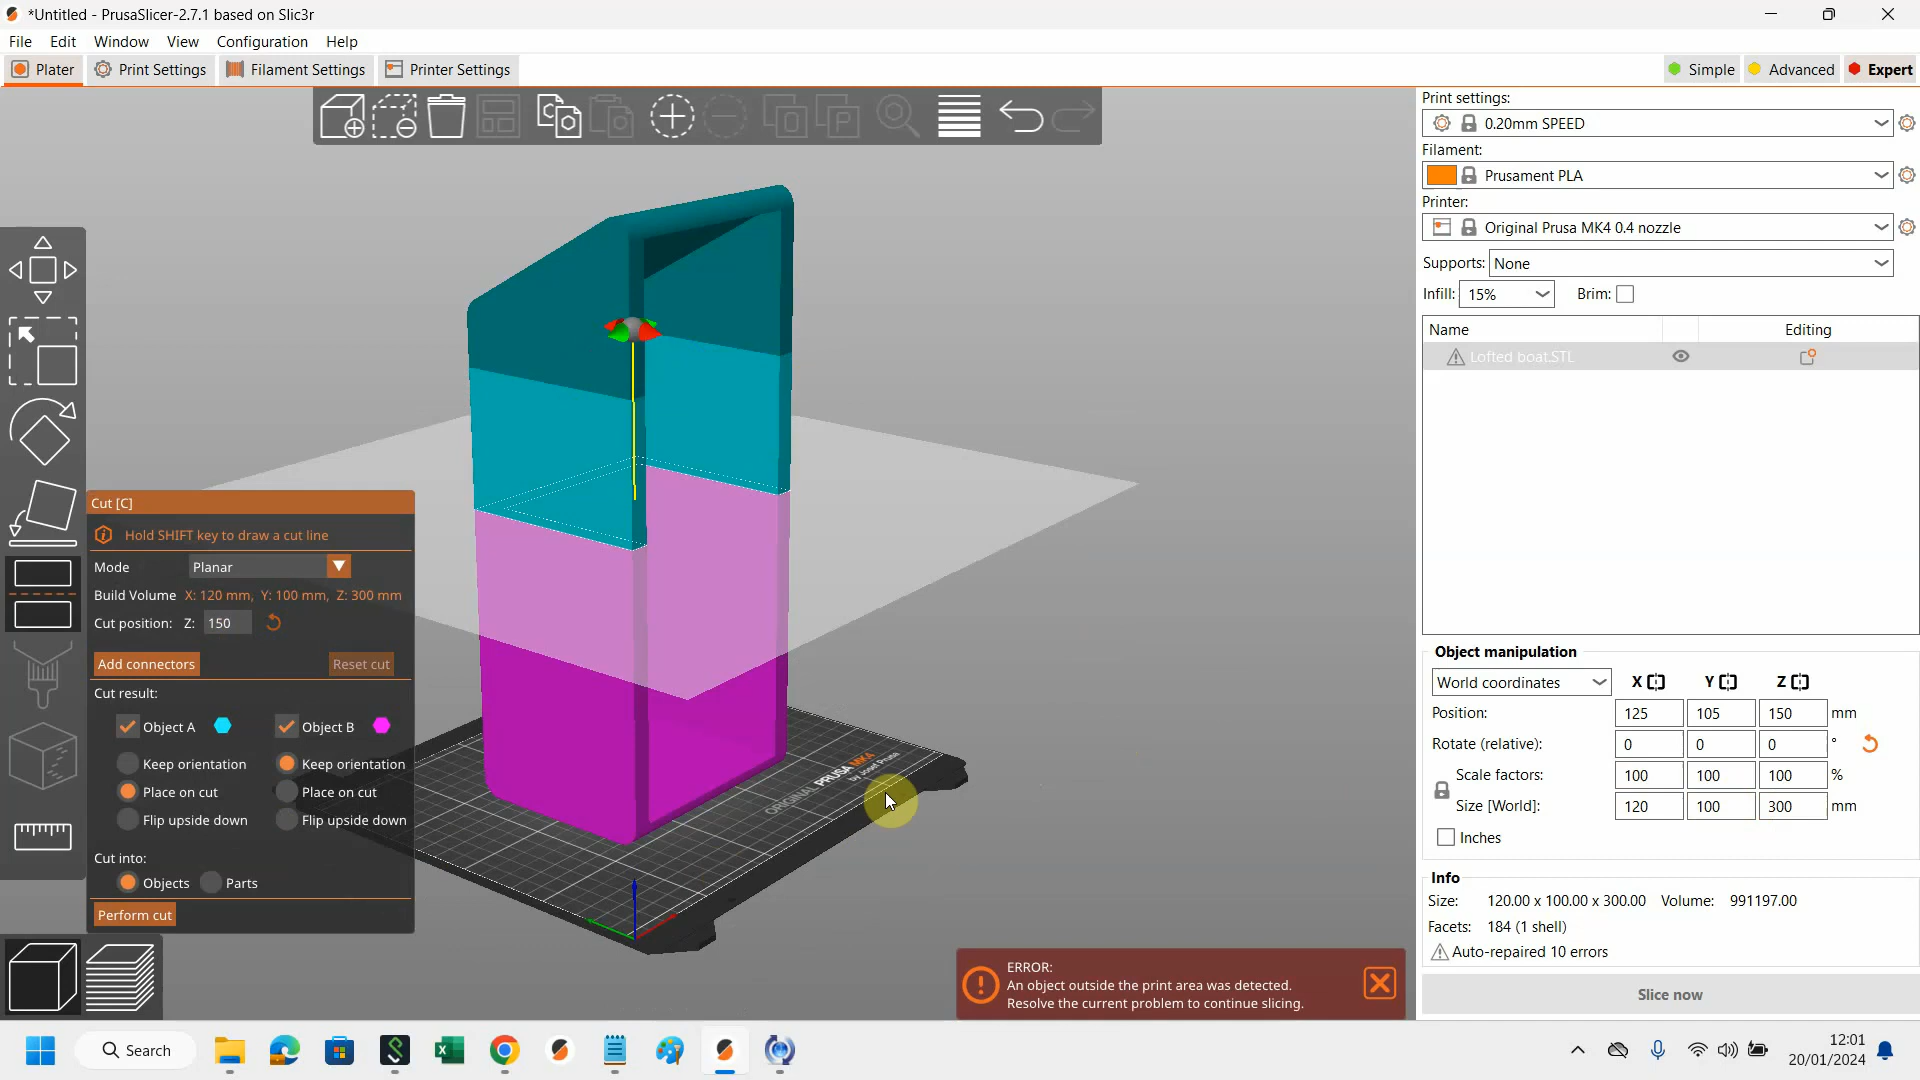 *Untitled - PrusaSlicer-2.7.1 based on Slic3r
File Edit Window View Configuration Help
Plater Print Settings Filament Settings Printer Settings
Simple Advanced Expert
Print settings:
0.20mm SPEED
Filament:
Prusament PLA
Printer:
Original Prusa MK4 0.4 nozzle
Supports: None
Infill: 15% Brim:
Name Editing
Lofted boat.STL
Cut [C]
Hold SHIFT key to draw a cut line
Mode Planar
Build Volume X: 120 mm, Y: 100 mm, Z: 300 mm
Cut position: Z: 150
Add connectors Reset cut
Cut result:
Object A Object B
Keep orientation Keep orientation
Place on cut Place on cut
Flip upside down Flip upside down
Cut into:
Objects Parts
Perform cut
ORIGINAL PRUSA MK4
by Josef Prusa
Object manipulation
World coordinates X Y Z
Position: 125 105 150 mm
Rotate (relative): 0 0 0 °
Scale factors: 100 100 100 %
Size [World]: 120 100 300 mm
Inches
Info
Size: 120.00 x 100.00 x 300.00 Volume: 991197.00
Facets: 184 (1 shell)
Auto-repaired 10 errors
Slice now
ERROR:
An object outside the print area was detected.
Resolve the current problem to continue slicing.
Search
12:01
20/01/2024